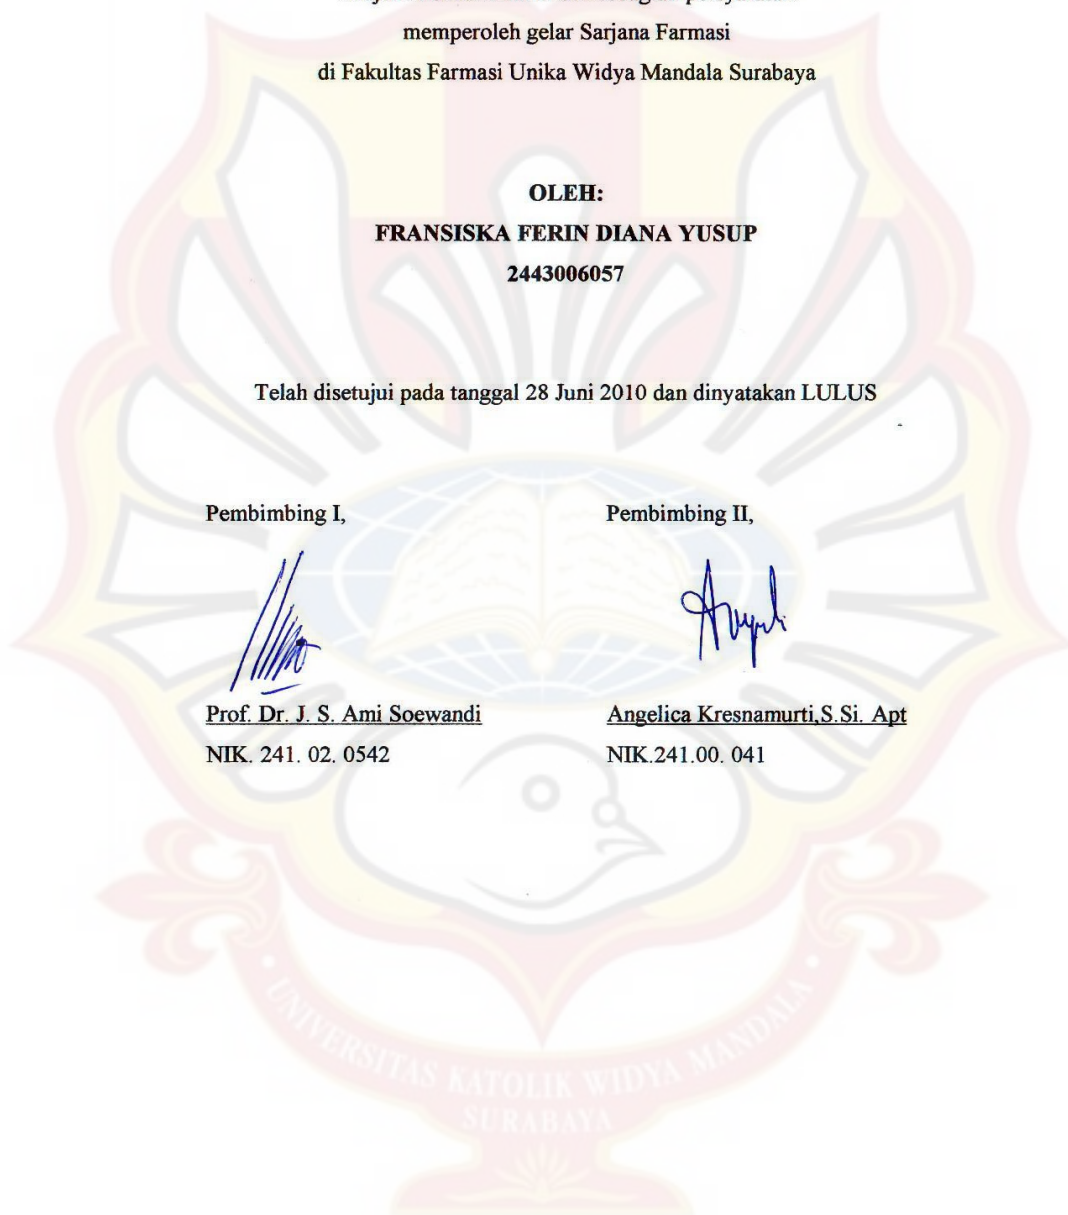 memperoleh gelar Sarjana Farmasi
di Fakultas Farmasi Unika Widya Mandala Surabaya
OLEH:
FRANSISKA FERIN DIANA YUSUP
2443006057
Telah disetujui pada tanggal 28 Juni 2010 dan dinyatakan LULUS
Pembimbing I,
Pembimbing II,
Prof. Dr. J. S. Ami Soewandi
Angelica Kresnamurti,S.Si. Apt
NIK. 241. 02. 0542
NIK.241.00. 041
UNIVERSITAS KATOLIK WIDYA MANDALA
SURABAYA